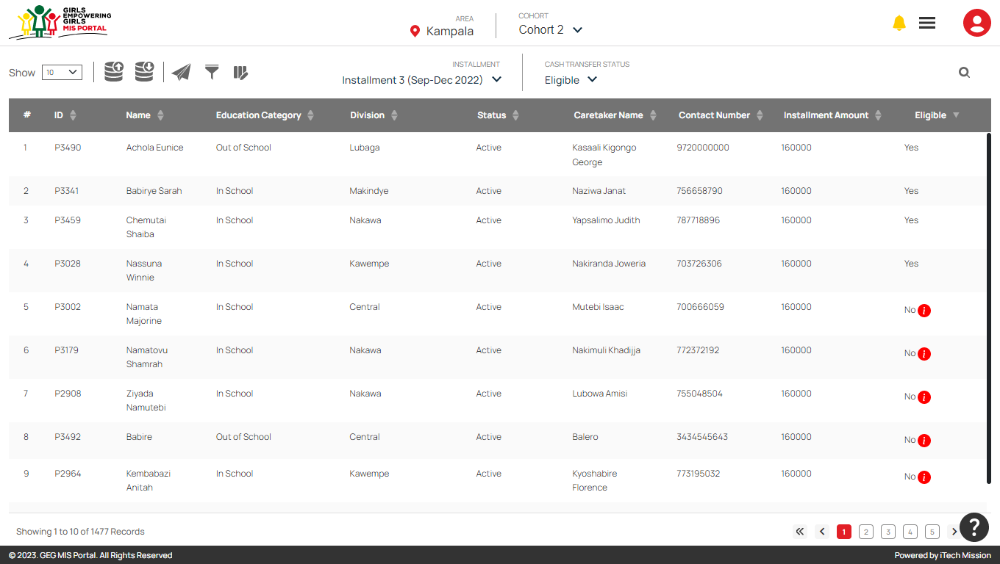 GIRLS
EMPOWERING
GIRLS
MIS PORTAL
AREA
Kampala
COHORT
Cohort 2
Show 10
INSTALLMENT
Installment 3 (Sep-Dec 2022)
CASH TRANSFER STATUS
Eligible
# ID Name Education Category Division Status Caretaker Name Contact Number Installment Amount Eligible
1 P3490 Achola Eunice Out of School Lubaga Active Kasaali Kigongo 9720000000 160000 Yes
George
2 P3341 Babirye Sarah In School Makindye Active Naziwa Janat 756658790 160000 Yes
3 P3459 Chemutai In School Nakawa Active Yapsalimo Judith 787718896 160000 Yes
Shaiba
4 P3028 Nassuna In School Kawempe Active Nakiranda Joweria 703726306 160000 Yes
Winnie
5 P3002 Namata In School Central Active Mutebi Isaac 700666059 160000 No i
Majorine
6 P3179 Namatovu In School Nakawa Active Nakimuli Khadijja 772372192 160000 No i
Shamrah
7 P2908 Ziyada In School Nakawa Active Lubowa Amisi 755048504 160000 No i
Namutebi
8 P3492 Babire Out of School Central Active Balero 3434545643 160000 No i
9 P2964 Kembabazi In School Kawempe Active Kyoshabire 773195032 160000 No i
Anitah Florence
Showing 1 to 10 of 1477 Records
« ‹ 1 2 3 4 5 › ?
© 2023. GEG MIS Portal. All Rights Reserved
Powered by iTech Mission